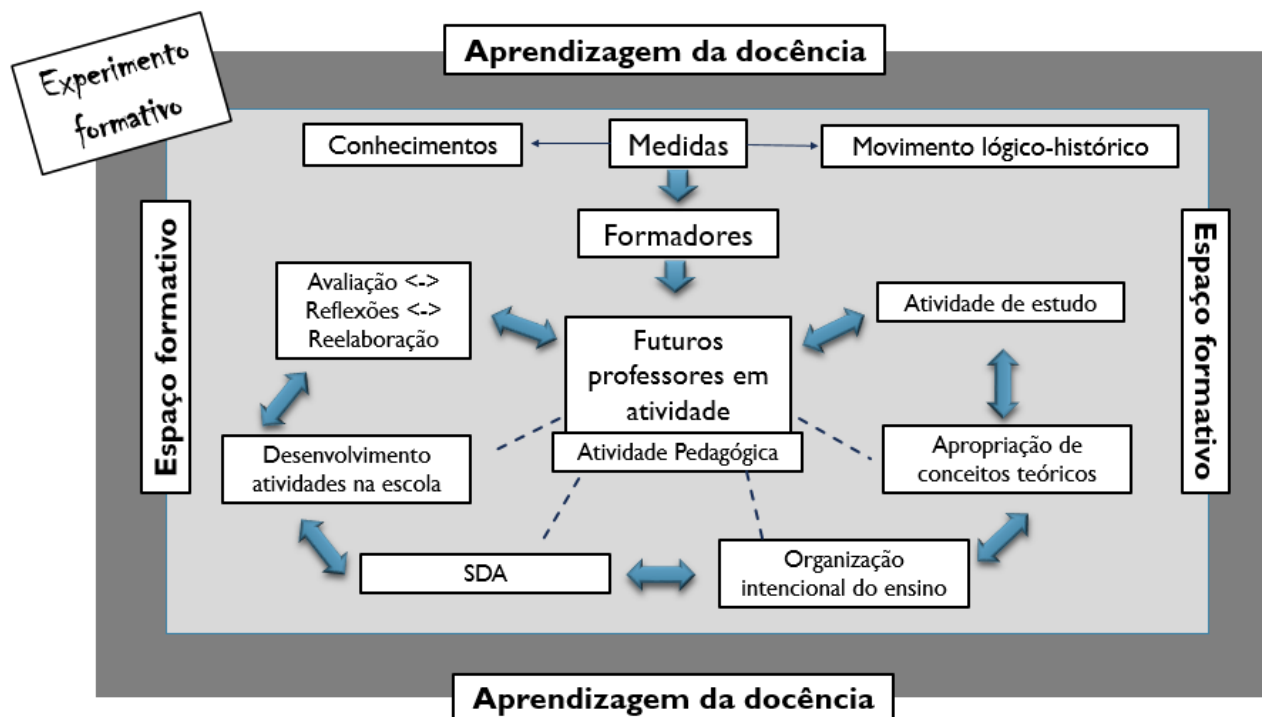 Aprendizagem da docência
Experimento
formativo
Conhecimentos
Medidas
Movimento lógico-histórico
Formadores
Espaço formativo
Avaliação <->
Reflexões <->
Reelaboração
Futuros
professores em
atividade
Atividade Pedagógica
Atividade de estudo
Espaço formativo
Desenvolvimento
atividades na escola
Apropriação de
conceitos teóricos
SDA
Organização
intencional do ensino
Aprendizagem da docência